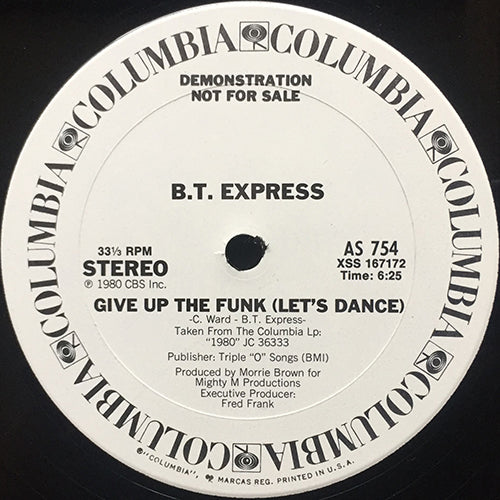 COLUMBIA COLUMBIA COLUMBIA COLUMBIA COLUMBIA COLUMBIA COLUMBIA COLUMBIA
DEMONSTRATION
NOT FOR SALE
B.T. EXPRESS
33⅓ RPM
STEREO
℗ 1980 CBS Inc.
AS 754
XSS 167172
Time: 6:25
GIVE UP THE FUNK (LET'S DANCE)
-C. Ward - B.T. Express-
Taken From The Columbia Lp:
"1980" JC 36333
Publisher: Triple "O" Songs (BMI)
Produced by Morrie Brown for
Mighty M Productions
Executive Producer:
Fred Frank
®"COLUMBIA", MARCAS REG. PRINTED IN U.S.A.